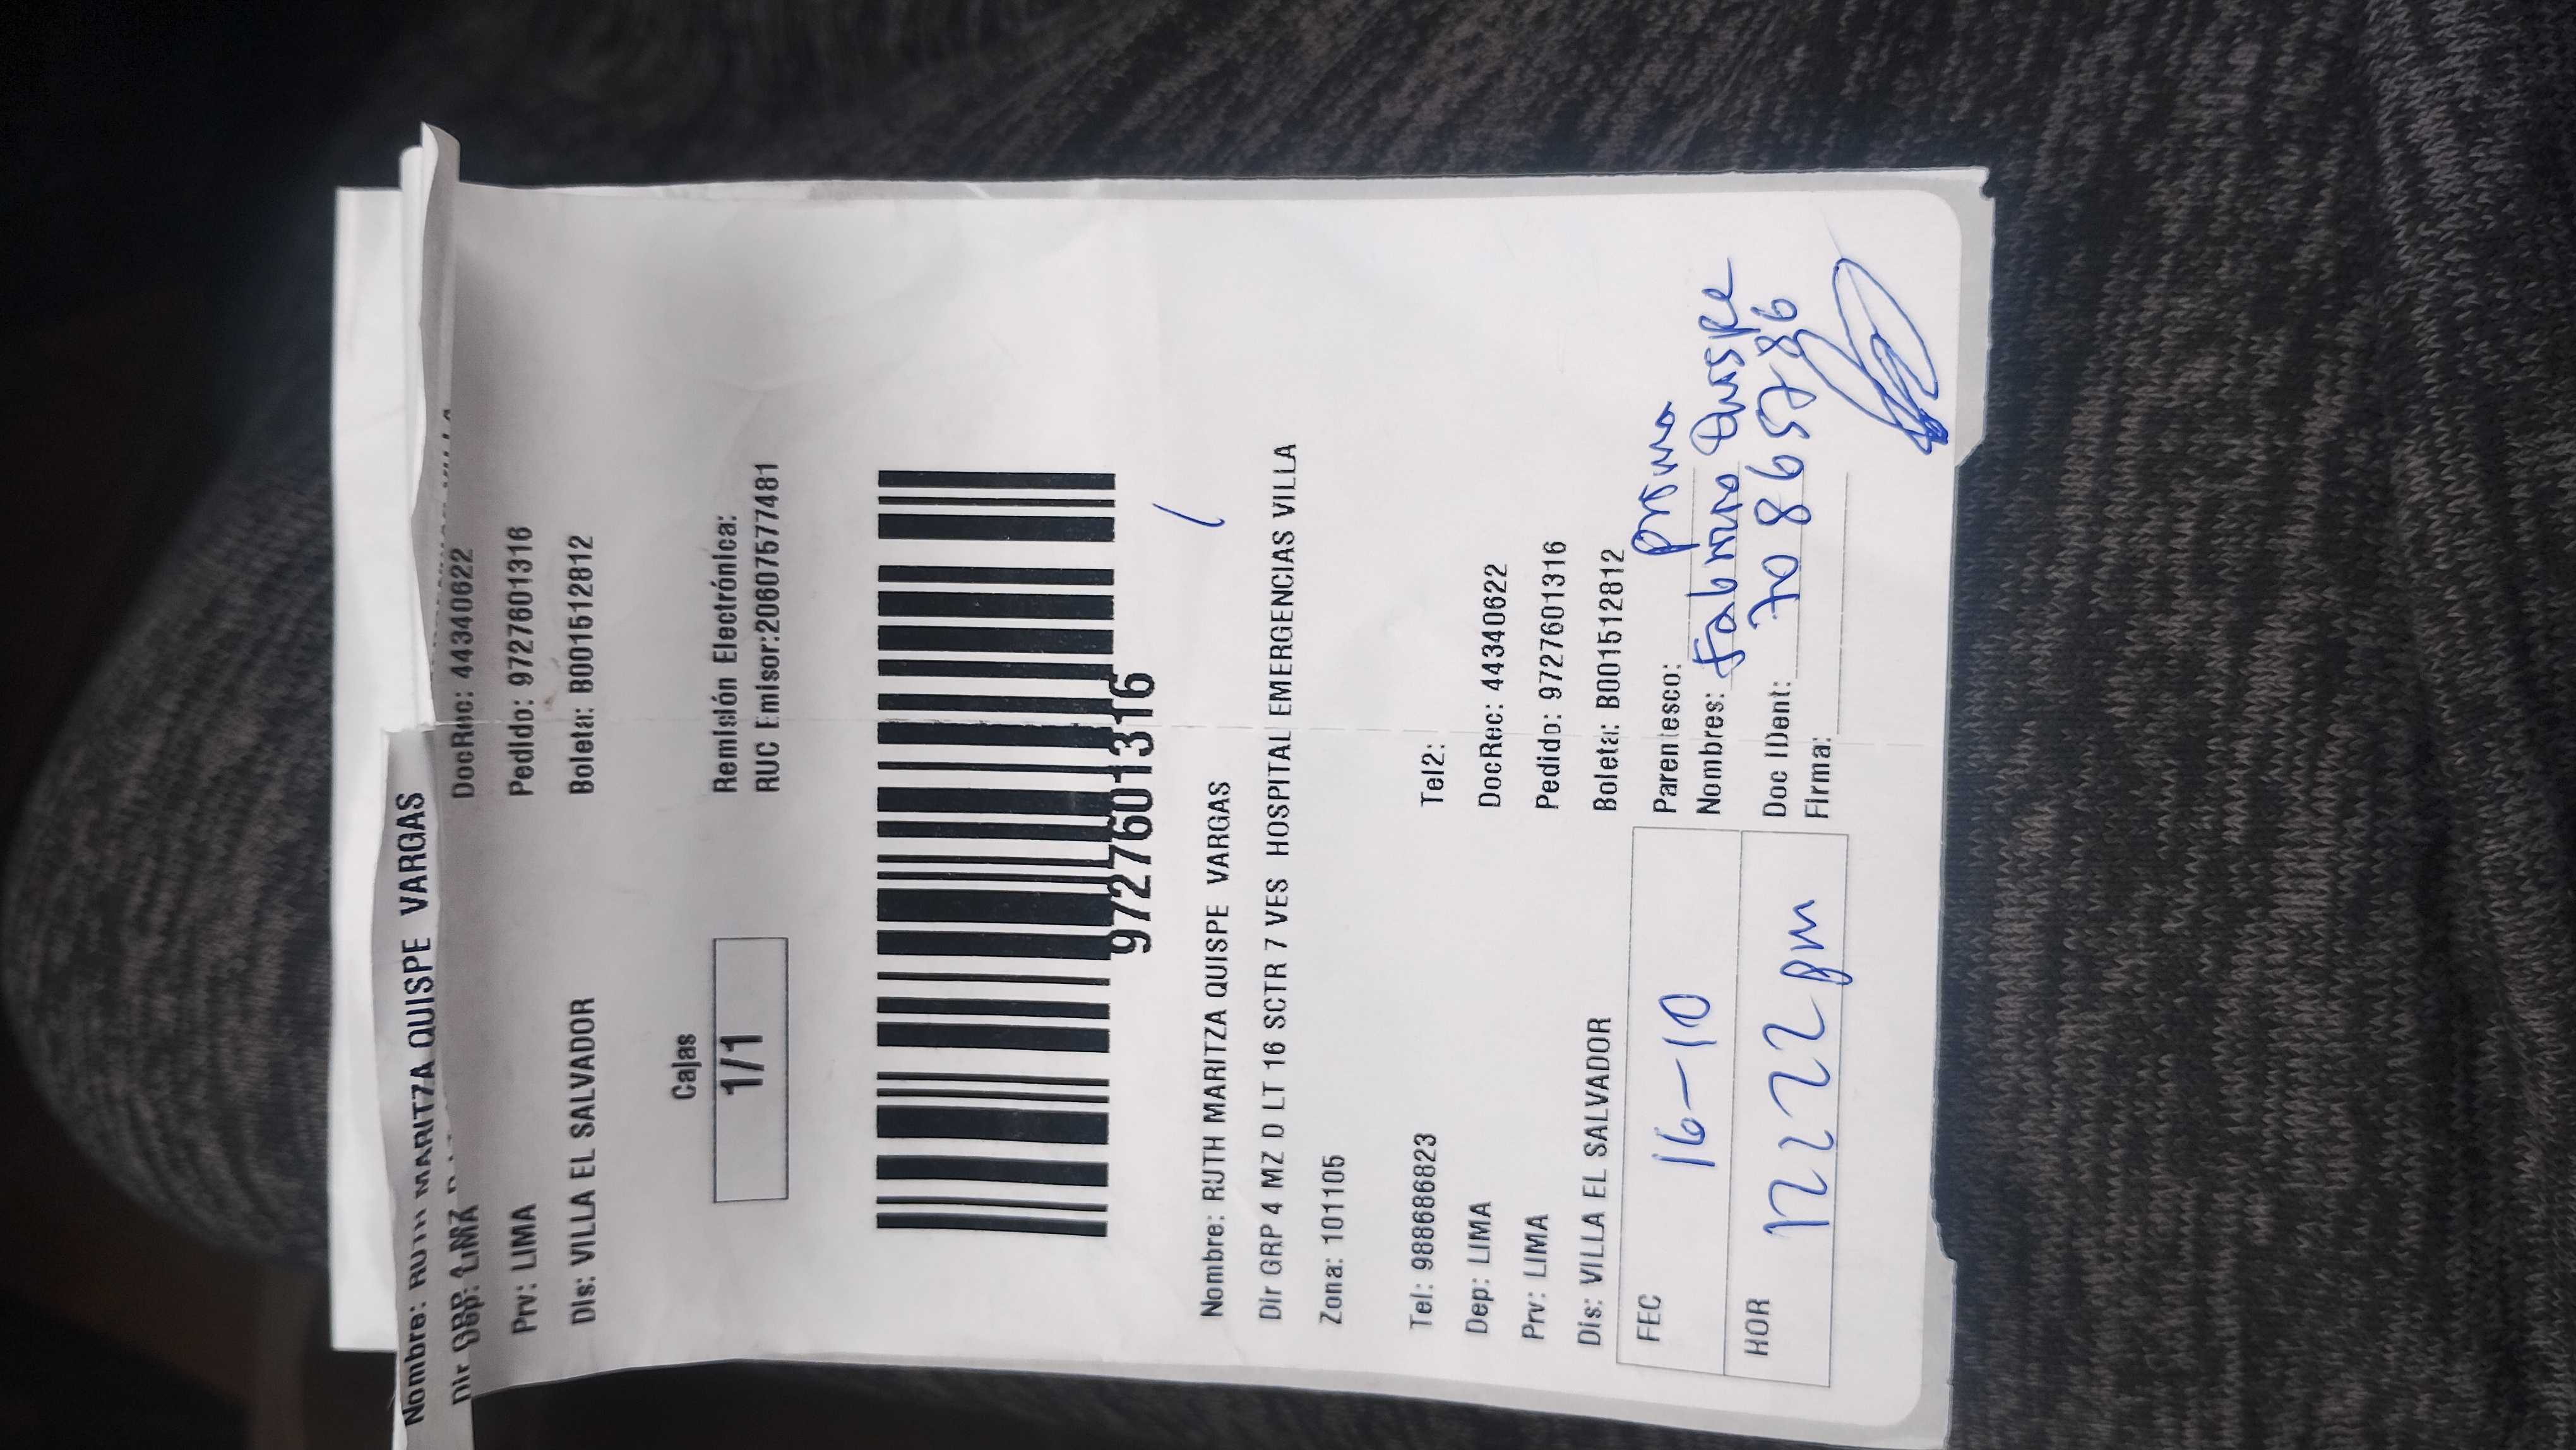 Nombre: RUTH MARITZA QUISPE VARGAS
Dir GRP
Dep: LIMA DocRec: 44340622
Prv: LIMA Pedido: 9727601316
Dis: VILLA EL SALVADOR Boleta: B001512812
Cajas
1/1
Remisión Electrónica:
RUC Emisor:20607577481
9727601316
Nombre: RUTH MARITZA QUISPE VARGAS
Dir GRP 4 MZ D LT 16 SCTR 7 VES HOSPITAL EMERGENCIAS VILLA
Zona: 101105
Tel: 988686823 Tel2:
Dep: LIMA DocRec: 44340622
Prv: LIMA Pedido: 9727601316
Dis: VILLA EL SALVADOR Boleta: B001512812
FEC 16-10 Parentesco: primo
Nombres: Quispe
HOR 12:22 pm Doc IDent: 70865786
Firma: